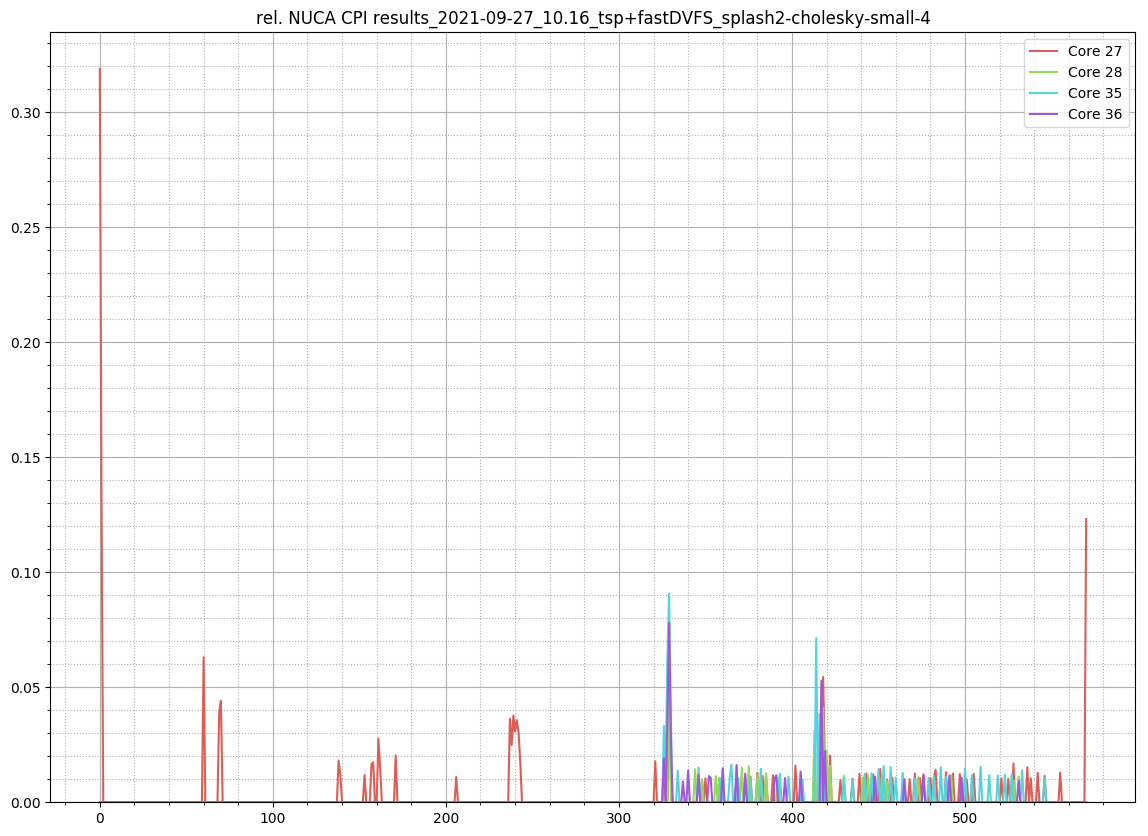 rel. NUCA CPI results_2021-09-27_10.16_tsp+fastDVFS_splash2-cholesky-small-4
Core 27
Core 28
Core 35
Core 36
0.30
0.25
0.20
0.15
0.10
0.05
0.00
0 100 200 300 400 500